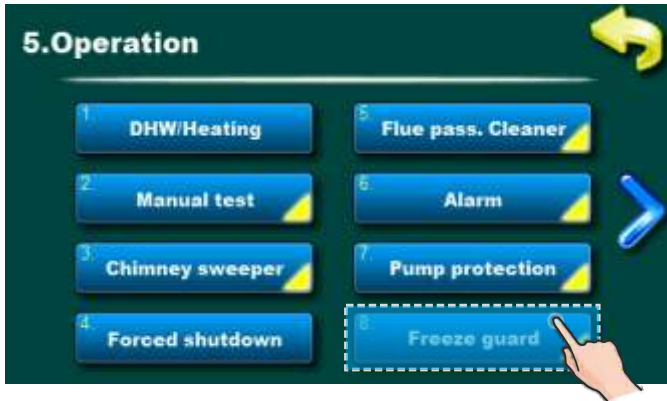 5.Operation
1. DHW/Heating
2. Manual test
3. Chimney sweeper
4. Forced shutdown
5. Flue pass. Cleaner
6. Alarm
7. Pump protection
8. Freeze guard